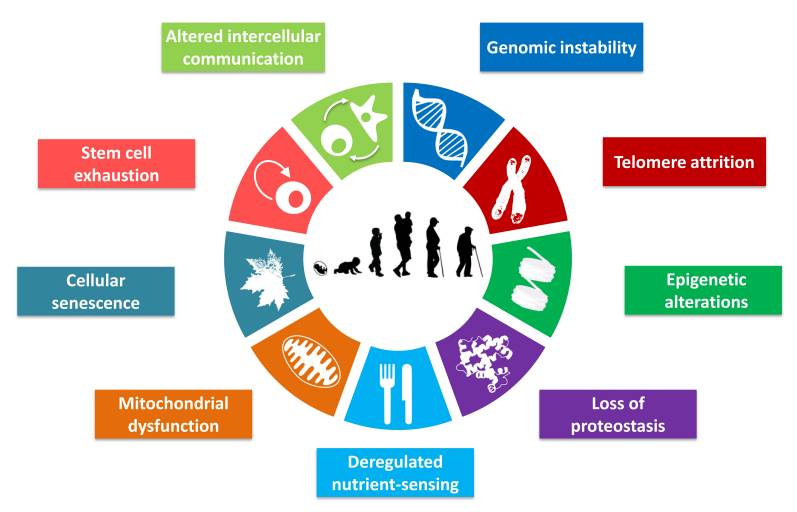 Altered intercellular
communication
Genomic instability
Stem cell
exhaustion
Telomere attrition
Cellular
senescence
Epigenetic
alterations
Mitochondrial
dysfunction
Loss of
proteostasis
Deregulated
nutrient-sensing